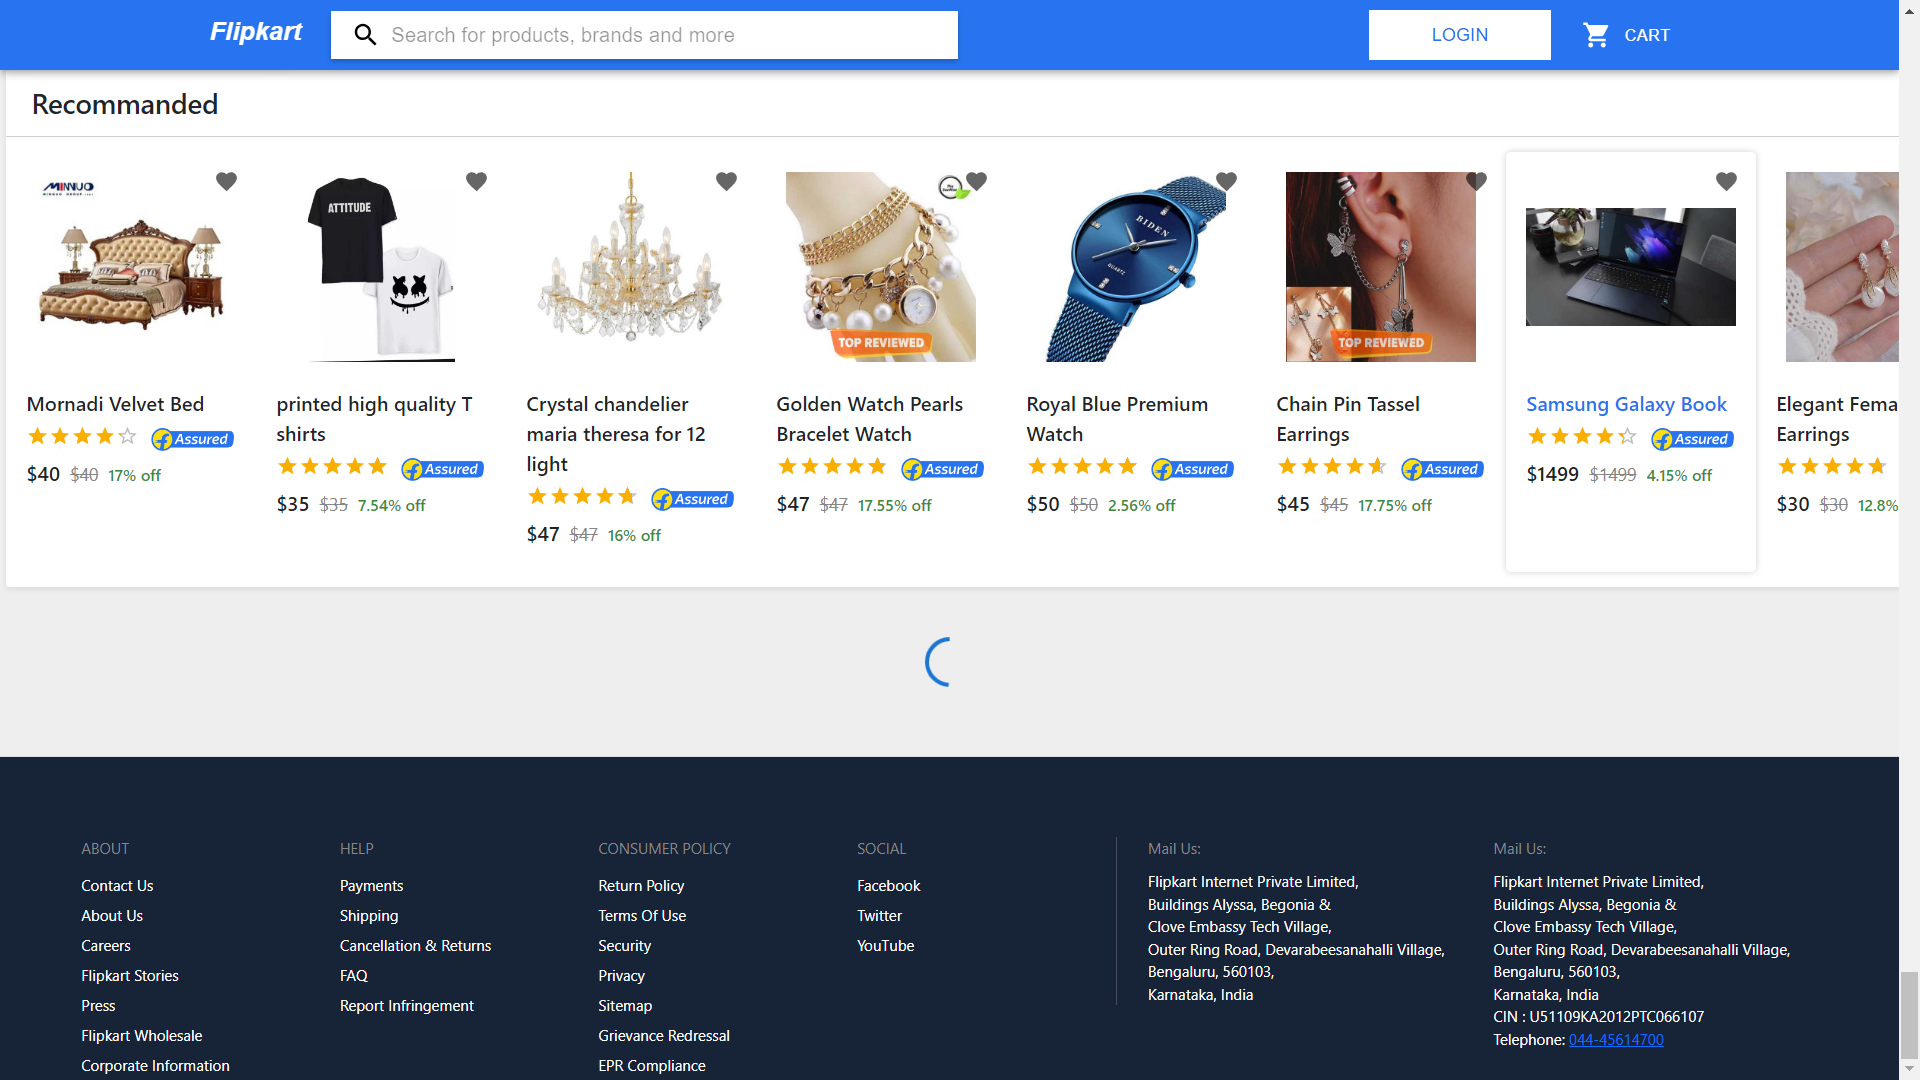 Flipkart
Search for products, brands and more
LOGIN
CART
Recommanded
MINNUO
ATTITUDE
TOP REVIEWED
BIDEN
QUARTZ
TOP REVIEWED
Mornadi Velvet Bed
Assured
$40 $40 17% off
printed high quality T
shirts
Assured
$35 $35 7.54% off
Crystal chandelier
maria theresa for 12
light
Assured
$47 $47 16% off
Golden Watch Pearls
Bracelet Watch
Assured
$47 $47 17.55% off
Royal Blue Premium
Watch
Assured
$50 $50 2.56% off
Chain Pin Tassel
Earrings
Assured
$45 $45 17.75% off
Samsung Galaxy Book
Assured
$1499 $1499 4.15% off
Elegant Fema
Earrings
$30 $30 12.8%
ABOUT
Contact Us
About Us
Careers
Flipkart Stories
Press
Flipkart Wholesale
Corporate Information
HELP
Payments
Shipping
Cancellation & Returns
FAQ
Report Infringement
CONSUMER POLICY
Return Policy
Terms Of Use
Security
Privacy
Sitemap
Grievance Redressal
EPR Compliance
SOCIAL
Facebook
Twitter
YouTube
Mail Us:
Flipkart Internet Private Limited,
Buildings Alyssa, Begonia &
Clove Embassy Tech Village,
Outer Ring Road, Devarabeesanahalli Village,
Bengaluru, 560103,
Karnataka, India
Mail Us:
Flipkart Internet Private Limited,
Buildings Alyssa, Begonia &
Clove Embassy Tech Village,
Outer Ring Road, Devarabeesanahalli Village,
Bengaluru, 560103,
Karnataka, India
CIN : U51109KA2012PTC066107
Telephone: 044-45614700